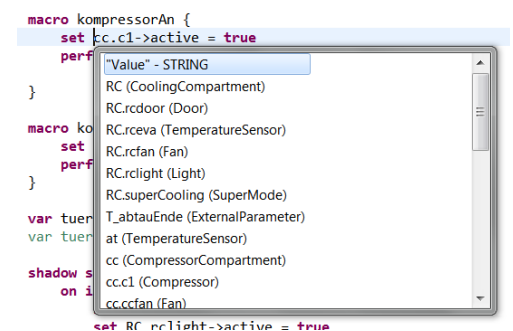 macro kompressorAn {
set cc.c1->active = true
perf
"Value" - STRING
RC (CoolingCompartment)
}
RC.rcdoor (Door)
RC.rceva (TemperatureSensor)
macro ko
RC.rcfan (Fan)
set
RC.rclight (Light)
perf
RC.superCooling (SuperMode)
}
T_abtauEnde (ExternalParameter)
var tuer
at (TemperatureSensor)
var tuer
cc (CompressorCompartment)
shadow s
cc.c1 (Compressor)
on i
cc.ccfan (Fan)
set RC.rclight->active = true